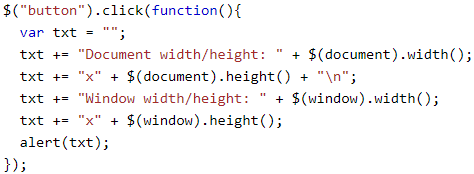 $("button").click(function(){
  var txt = "";
  txt += "Document width/height: " + $(document).width();
  txt += "x" + $(document).height() + "\n";
  txt += "Window width/height: " + $(window).width();
  txt += "x" + $(window).height();
  alert(txt);
});